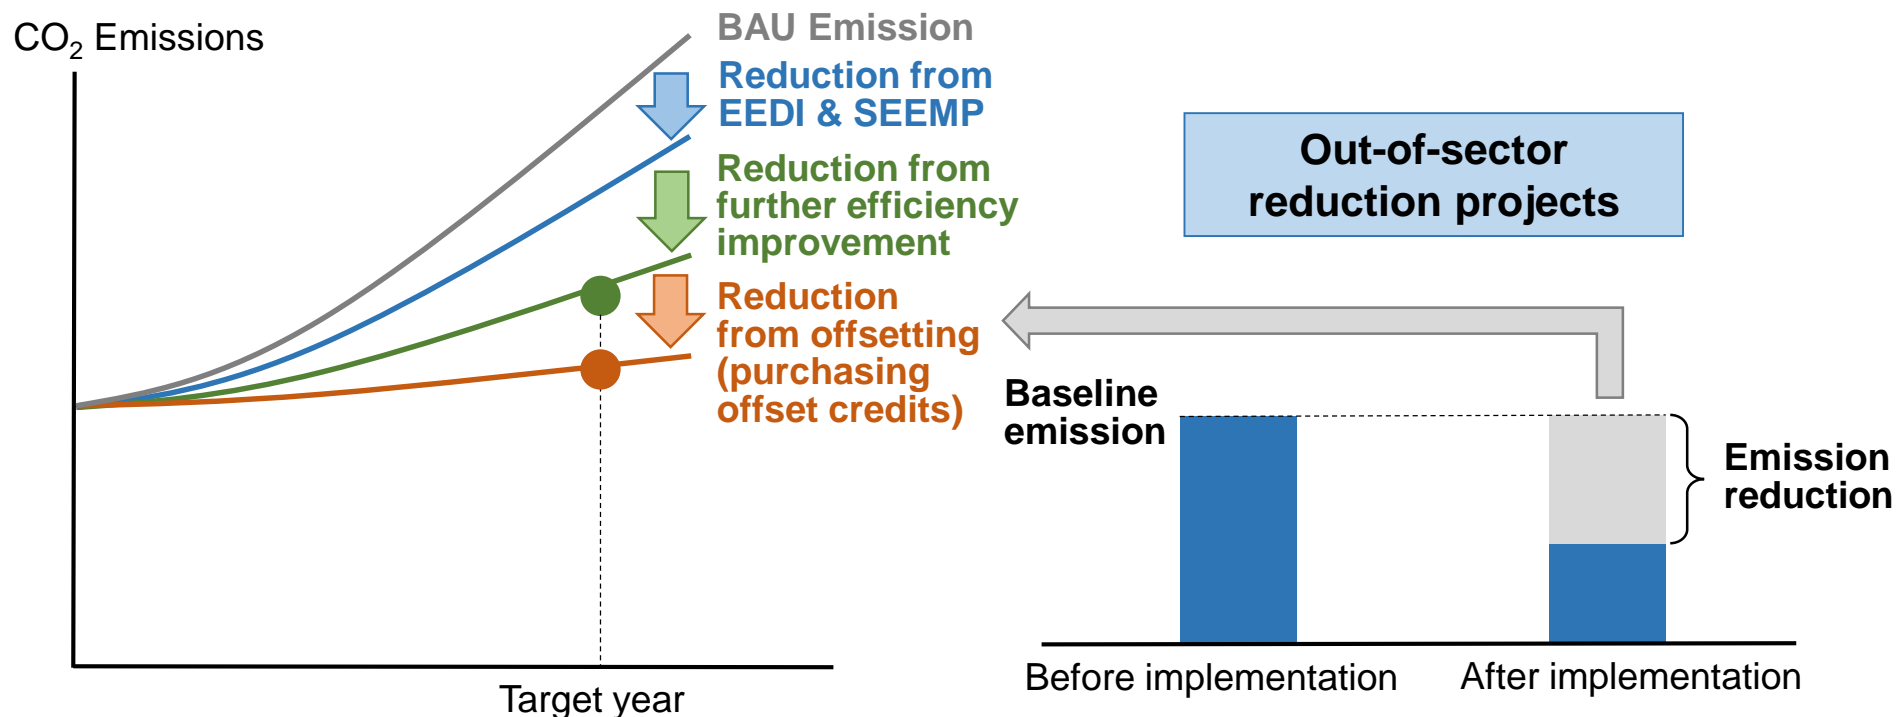 CO₂ Emissions
BAU Emission
Reduction from
EEDI & SEEMP
Reduction from
further efficiency
improvement
Reduction
from offsetting
(purchasing
offset credits)
Target year
Out-of-sector
reduction projects
Baseline
emission
Emission
reduction
Before implementation
After implementation